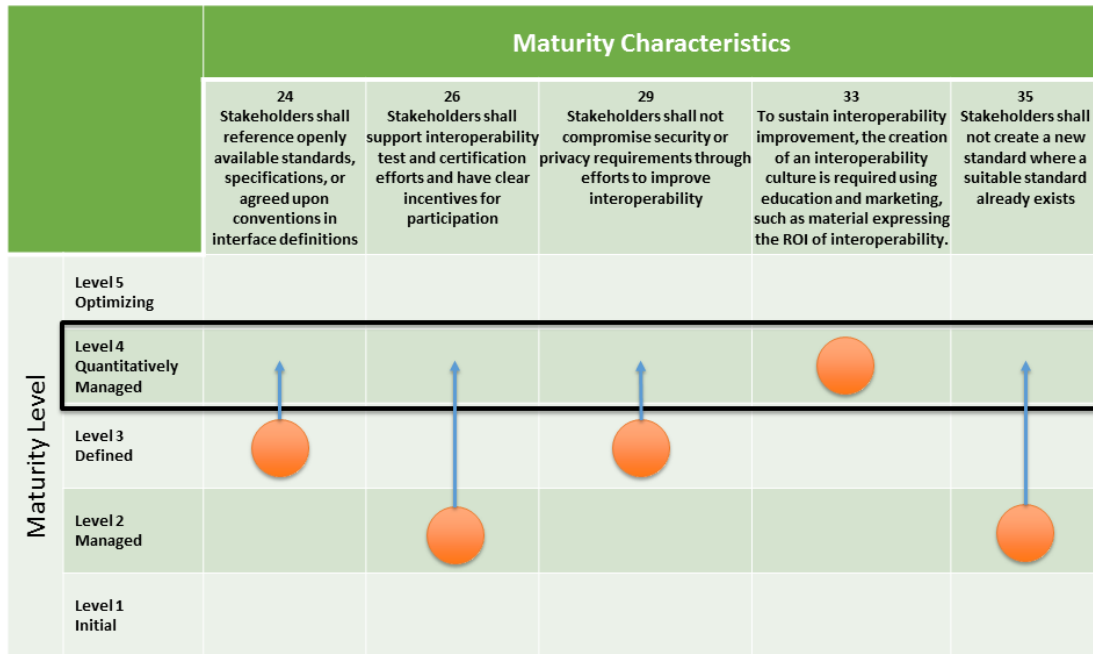 Maturity Characteristics
24
Stakeholders shall
reference openly
available standards,
specifications, or
agreed upon
conventions in
interface definitions
26
Stakeholders shall
support interoperability
test and certification
efforts and have clear
incentives for
participation
29
Stakeholders shall not
compromise security or
privacy requirements through
efforts to improve
interoperability
33
To sustain interoperability
improvement, the creation
of an interoperability
culture is required using
education and marketing,
such as material expressing
the ROI of interoperability.
35
Stakeholders shall
not create a new
standard where a
suitable standard
already exists
Maturity Level
Level 5
Optimizing
Level 4
Quantitatively
Managed
Level 3
Defined
Level 2
Managed
Level 1
Initial